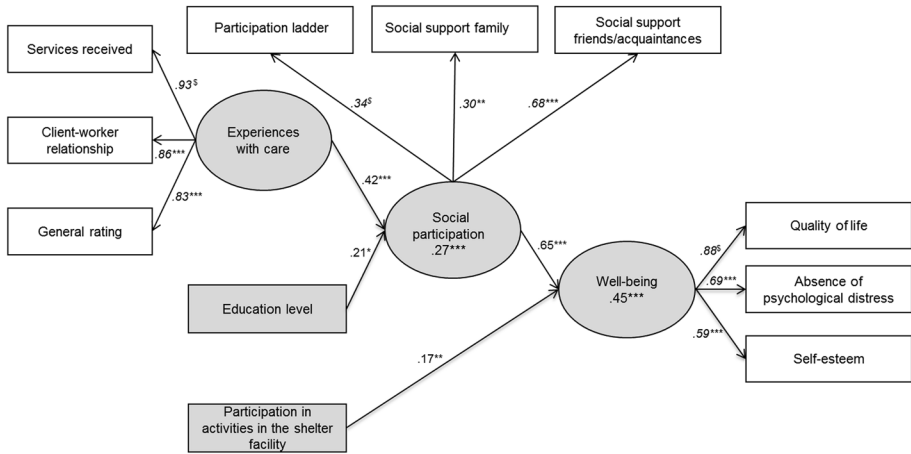 Participation ladder
Social support family
Social support
friends/acquaintances
Services received
.93$
.34$
.30**
.68***
Client-worker
relationship
.86***
Experiences
with care
.83***
.42***
General rating
Social
participation
.27***
Quality of life
.21*
.65***
.88$
Education level
Well-being
.45***
.69***
Absence of
psychological distress
.59***
.17**
Self-esteem
Participation in
activities in the shelter
facility